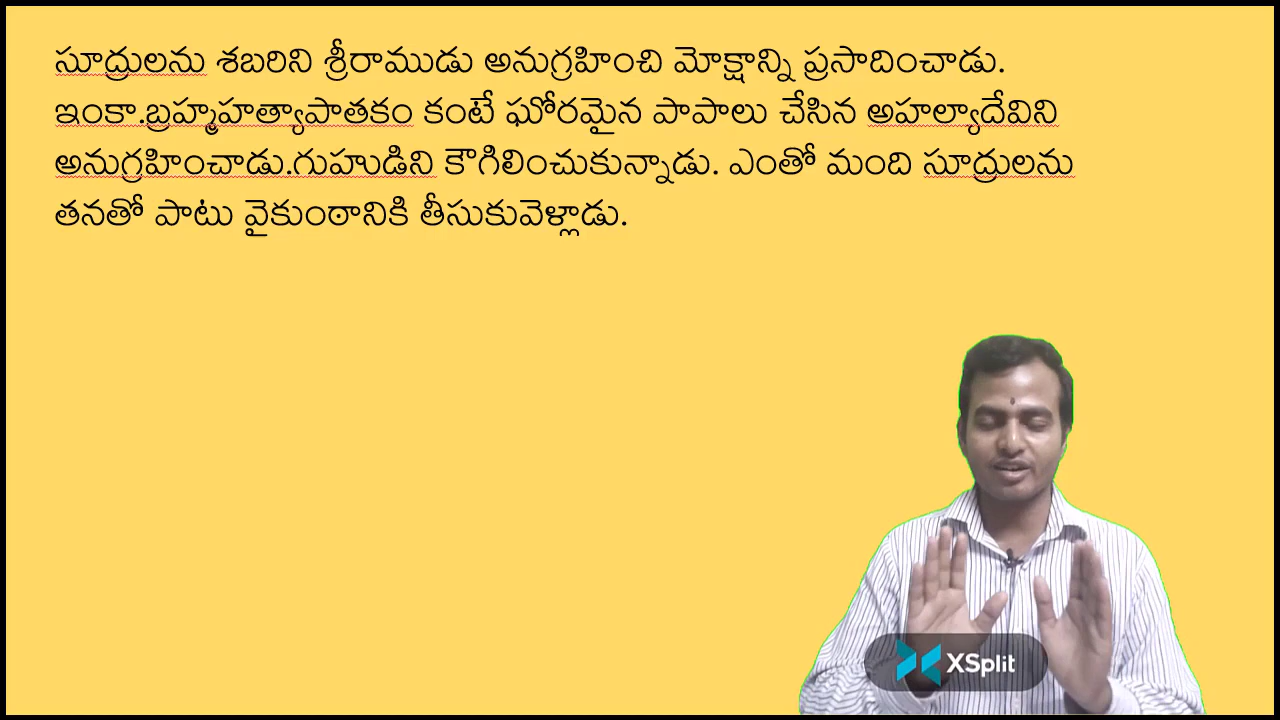 సూద్రులను శబరిని శ్రీరాముడు అనుగ్రహించి మోక్షాన్ని ప్రసాదించాడు.
ఇంకా.బ్రహ్మహత్యాపాతకం కంటే ఘోరమైన పాపాలు చేసిన అహల్యాదేవిని
అనుగ్రహించాడు.గుహుడిని కౌగిలించుకున్నాడు. ఎంతో మంది సూద్రులను
తనతో పాటు వైకుంఠానికి తీసుకువెళ్లాడు.
XSplit